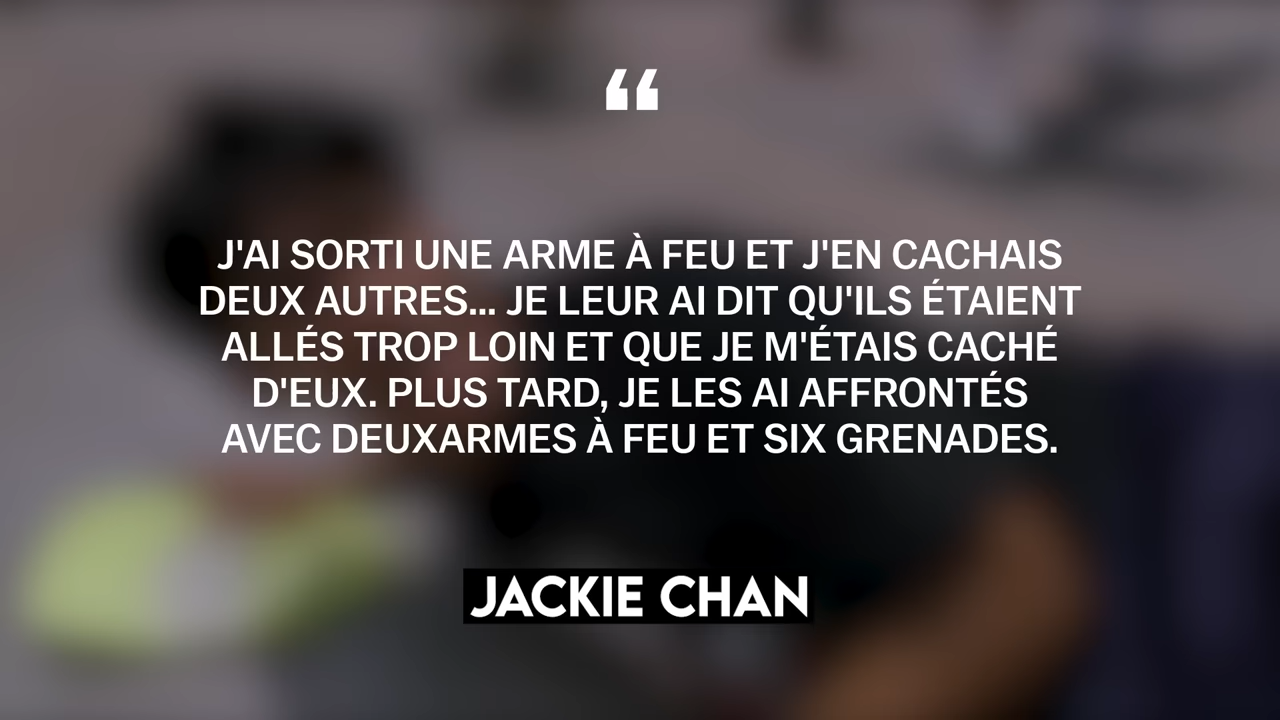 “
J'AI SORTI UNE ARME À FEU ET J'EN CACHAIS
DEUX AUTRES... JE LEUR AI DIT QU'ILS ÉTAIENT
ALLÉS TROP LOIN ET QUE JE M'ÉTAIS CACHÉ
D'EUX. PLUS TARD, JE LES AI AFFRONTÉS
AVEC DEUXARMES À FEU ET SIX GRENADES.
JACKIE CHAN